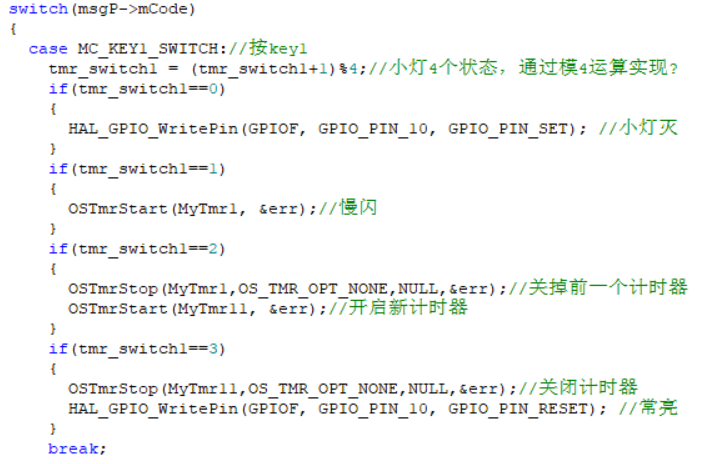 switch(msgP->mCode)
{
case MC_KEY1_SWITCH://按key1
tmr_switch1 = (tmr_switch1+1)%4;//小灯4个状态，通过模4运算实现?
if(tmr_switch1==0)
{
HAL_GPIO_WritePin(GPIOF, GPIO_PIN_10, GPIO_PIN_SET); //小灯灭
}
if(tmr_switch1==1)
{
OSTmrStart(MyTmr1, &err);//慢闪
}
if(tmr_switch1==2)
{
OSTmrStop(MyTmr1,OS_TMR_OPT_NONE,NULL,&err);//关掉前一个计时器
OSTmrStart(MyTmr11, &err);//开启新计时器
}
if(tmr_switch1==3)
{
OSTmrStop(MyTmr11,OS_TMR_OPT_NONE,NULL,&err);//关闭计时器
HAL_GPIO_WritePin(GPIOF, GPIO_PIN_10, GPIO_PIN_RESET); //常亮
}
break;